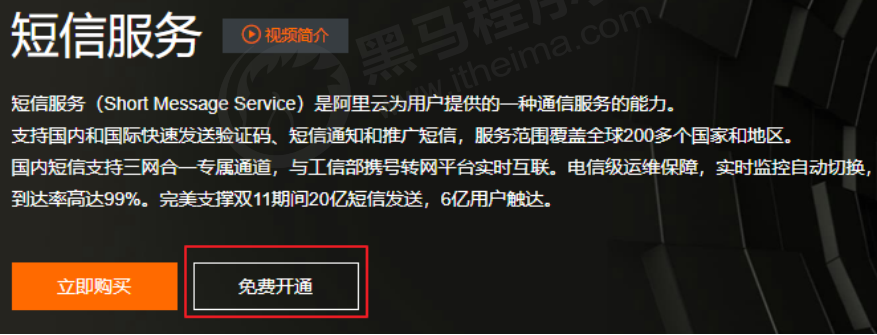 短信服务
视频简介
黑马程序员
www.itheima.com
短信服务（Short Message Service）是阿里云为用户提供的一种通信服务的能力。
支持国内和国际快速发送验证码、短信通知和推广短信，服务范围覆盖全球200多个国家和地区。
国内短信支持三网合一专属通道，与工信部携号转网平台实时互联。电信级运维保障，实时监控自动切换，
到达率高达99%。完美支撑双11期间20亿短信发送，6亿用户触达。
立即购买
免费开通